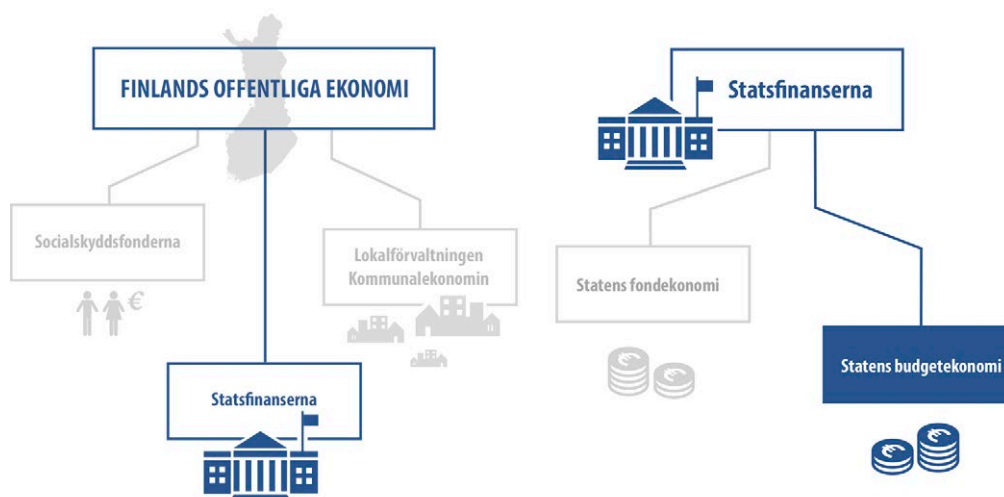 FINLANDS OFFENTLIGA EKONOMI
Socialskyddsfonderna
€
Lokalförvaltningen
Kommunalekonomin
Statsfinanserna
Statsfinanserna
Statens fondekonomi
€
€
Statens budgetekonomi
€
€